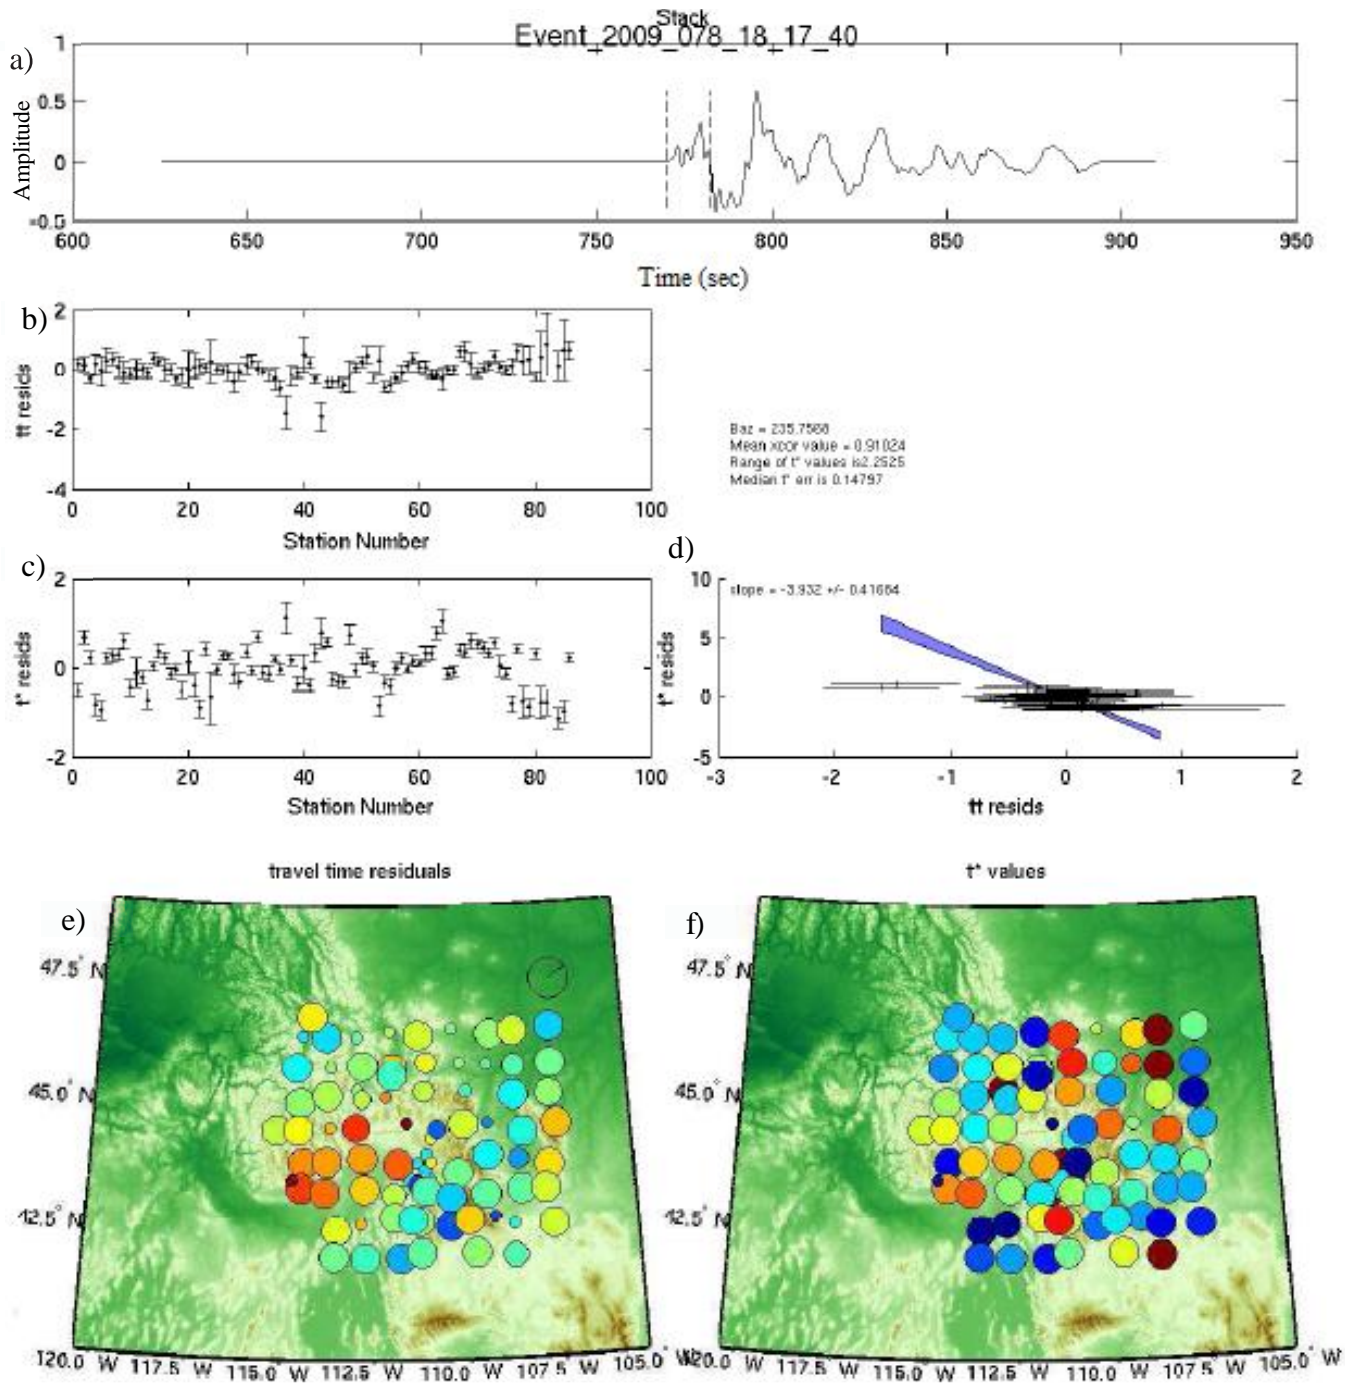 Stack
Event_2009_078_18_17_40
a)
1
0.5
0
-0.5
Amplitude
600 650 700 750 800 850 900 950
Time (sec)
b)
2
0
-2
-4
tt resids
0 20 40 60 80 100
Station Number
Baz = 235.7568
Mean xcor value = 0.91024
Range of t* values is2.2525
Median t* err is 0.14797
c)
2
0
-2
t* resids
0 20 40 60 80 100
Station Number
d)
slope = -3.932 +/- 0.41684
10
5
0
-5
t* resids
-3 -2 -1 0 1 2
tt resids
travel time residuals
e)
47.5° N
45.0° N
42.5° N
120.0 W 117.5 W 115.0 W 112.5 W 110.0 W 107.5 W 105.0 W
t* values
f)
47.5° N
45.0° N
42.5° N
120.0 W 117.5 W 115.0 W 112.5 W 110.0 W 107.5 W 105.0 W